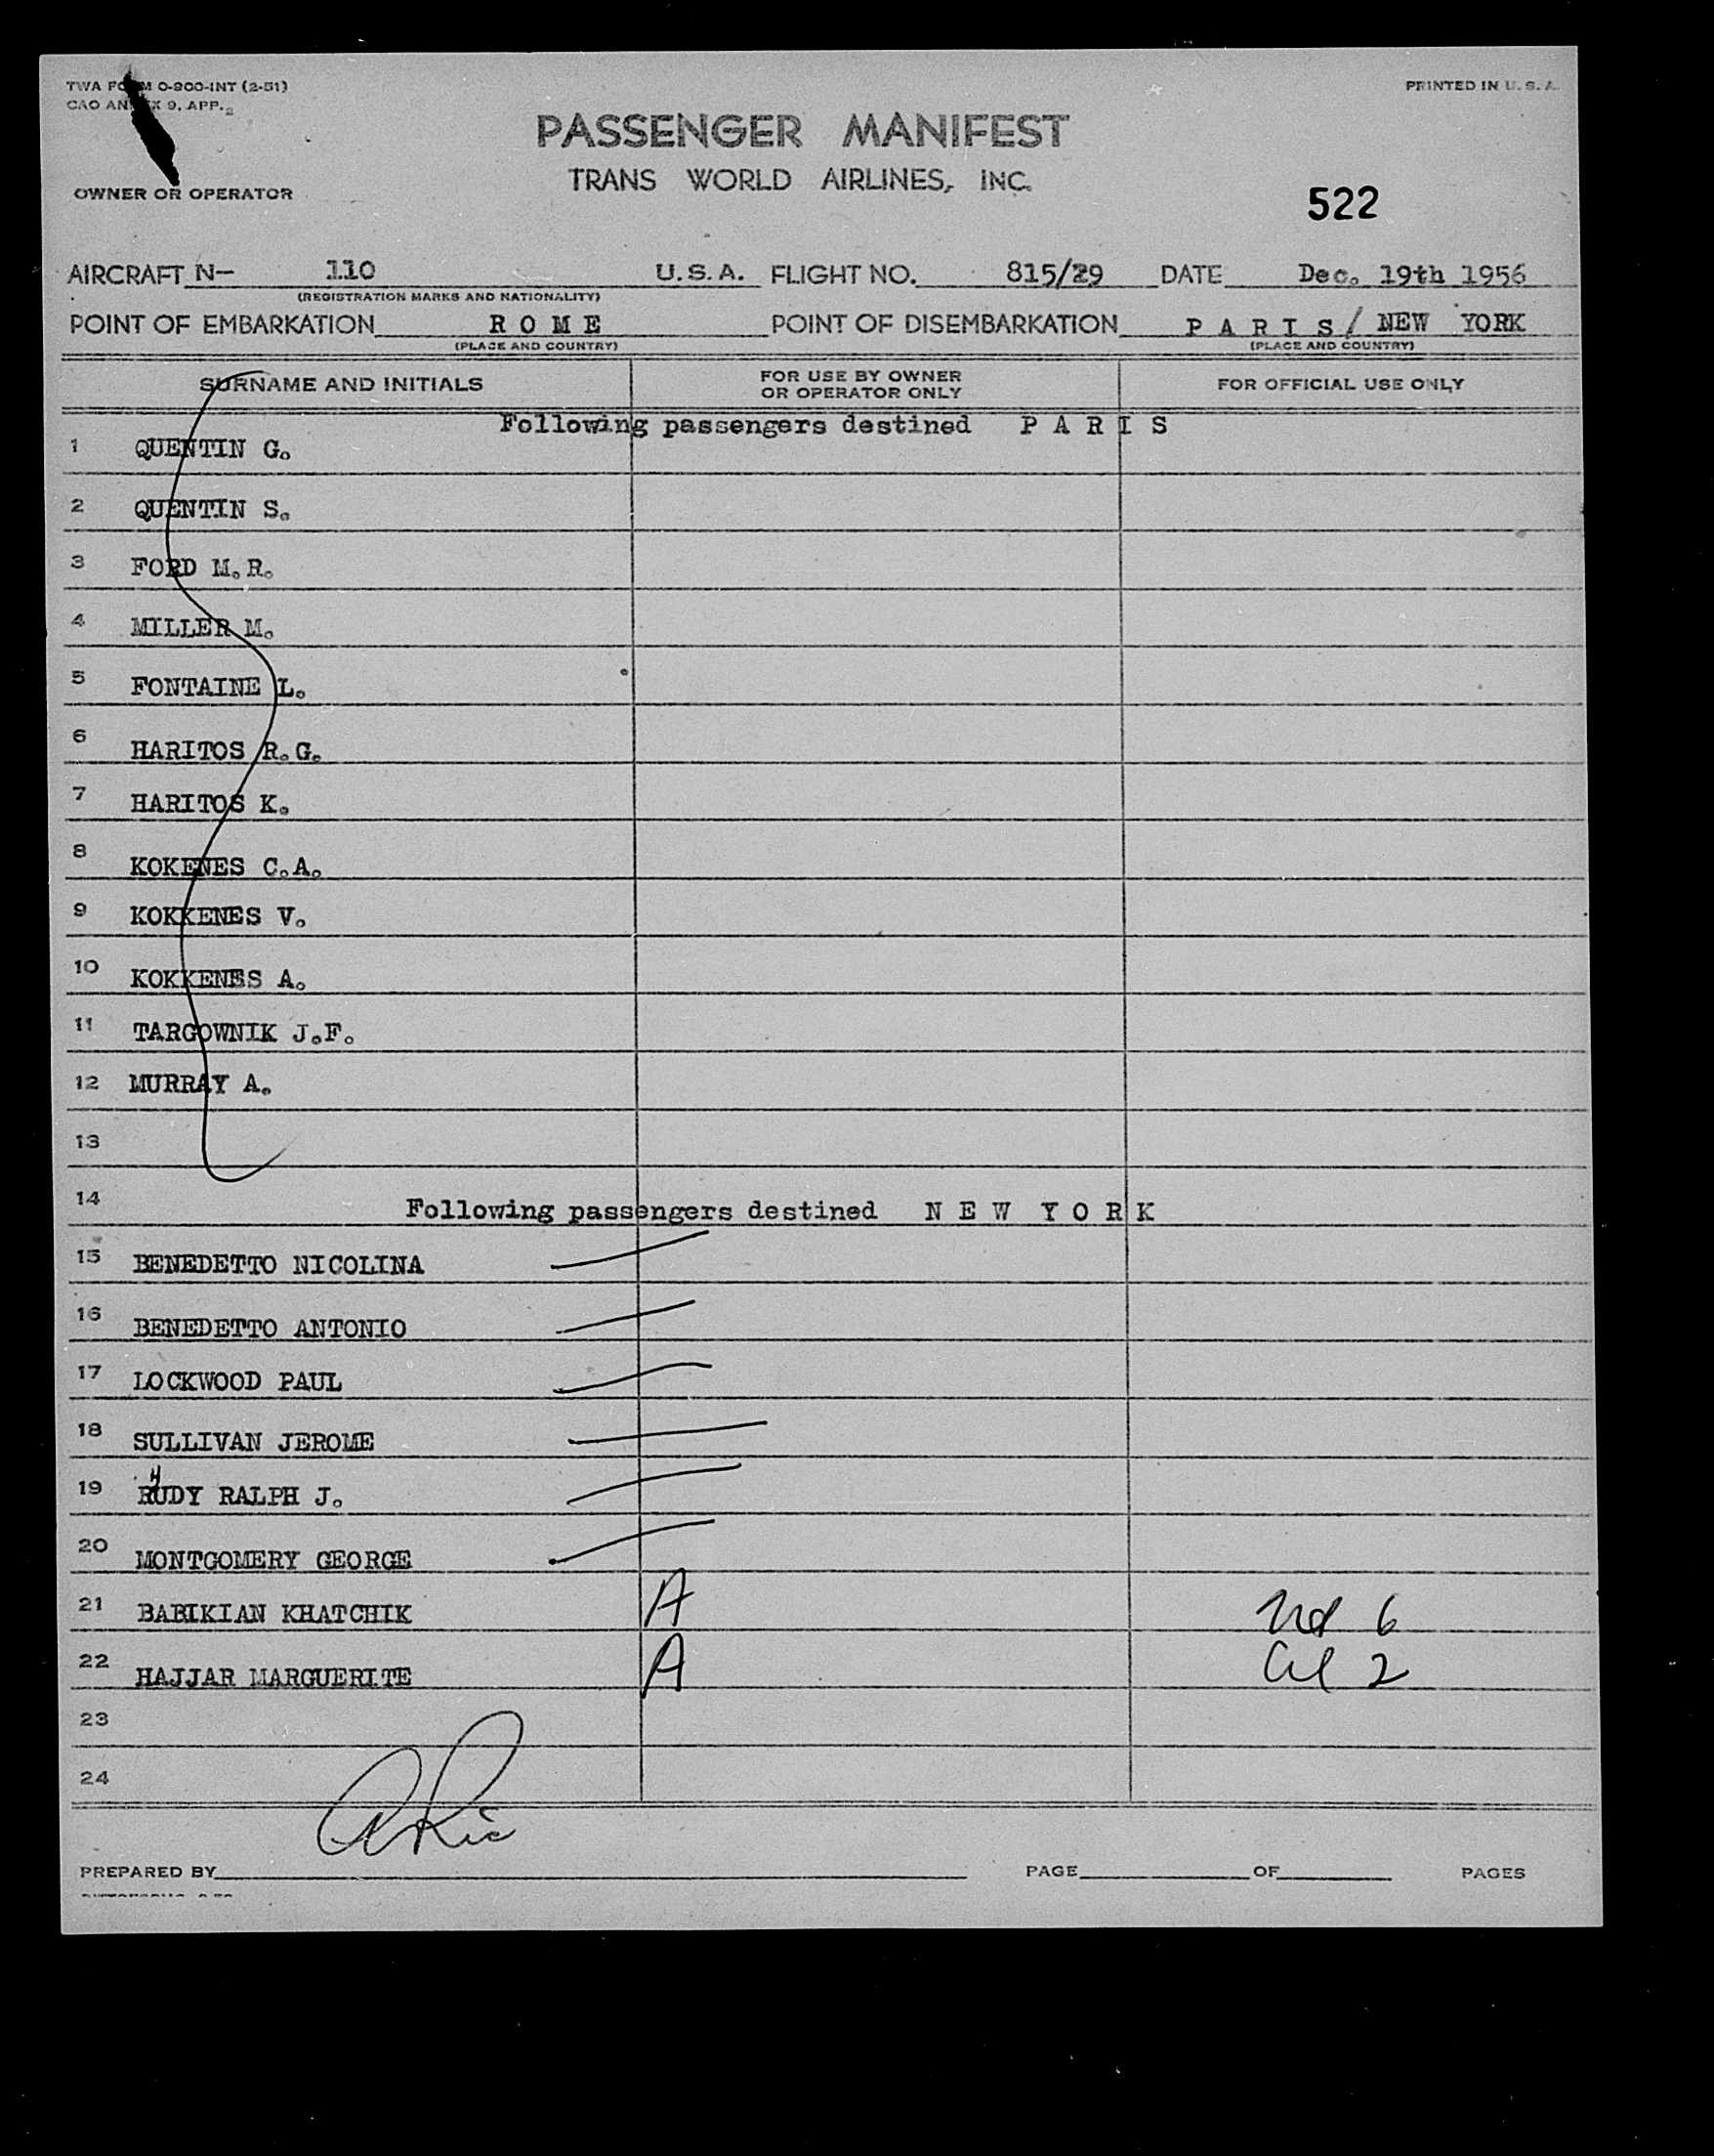 TWA FORM O-900-INT (2-51)
PRINTED IN U. S. A.
CAO ANNEX 9, APP.
PASSENGER MANIFEST
TRANS WORLD AIRLINES, INC.
OWNER OR OPERATOR
522
AIRCRAFT N- 110 U.S.A. FLIGHT NO. 815/29 DATE Dec. 19th 1956
(REGISTRATION MARKS AND NATIONALITY)
POINT OF EMBARKATION R O M E POINT OF DISEMBARKATION P A R I S / NEW YORK
(PLACE AND COUNTRY) (PLACE AND COUNTRY)
SURNAME AND INITIALS FOR USE BY OWNER OR OPERATOR ONLY FOR OFFICIAL USE ONLY
Following passengers destined P A R I S
1 QUENTIN G.
2 QUENTIN S.
3 FORD M.R.
4 MILLER M.
5 FONTAINE L.
6 HARITOS R.G.
7 HARITOS K.
8 KOKENES C.A.
9 KOKKENES V.
10 KOKKENES A.
11 TARGOWNIK J.F.
12 MURRAY A.
13
14 Following passengers destined N E W Y O R K
15 BENEDETTO NICOLINA
16 BENEDETTO ANTONIO
17 LOCKWOOD PAUL
18 SULLIVAN JEROME
19 RUDY RALPH J.
20 MONTGOMERY GEORGE
21 BABIKIAN KHATCHIK A 6
22 HAJJAR MARGUERITE A 2
23
24
PREPARED BY PAGE OF PAGES